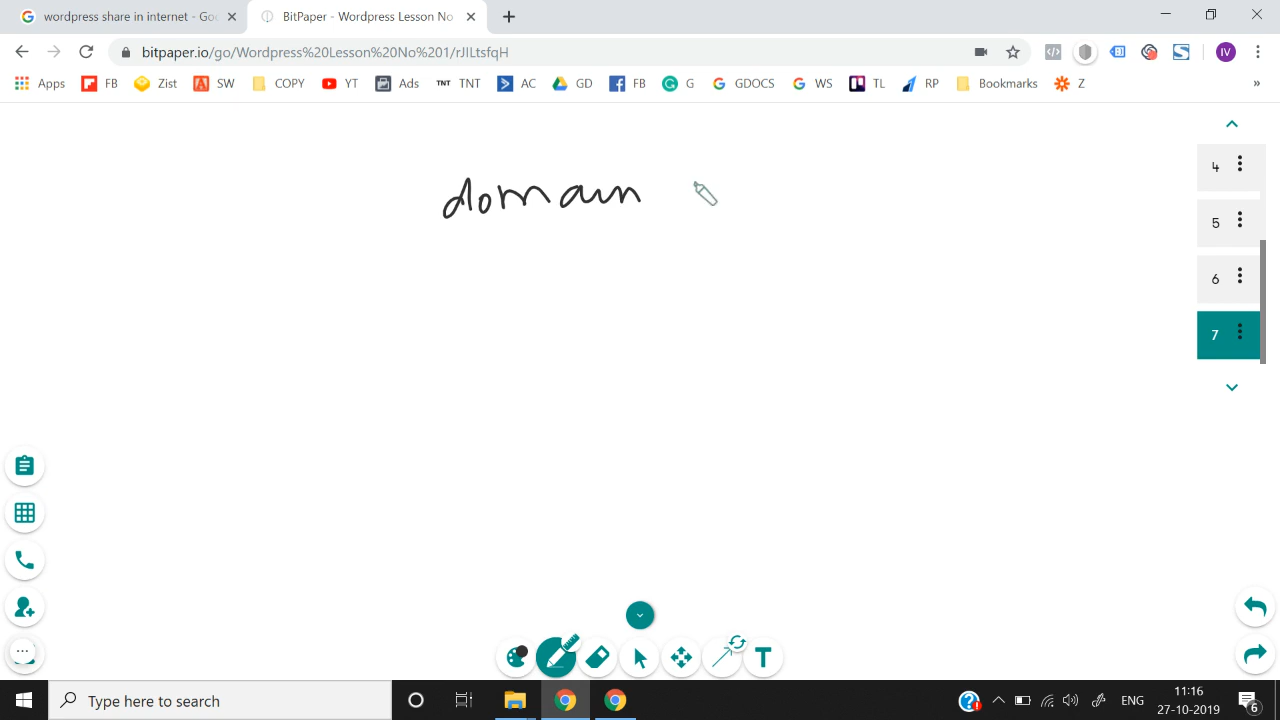 wordpress share in internet - Goo
BitPaper - Wordpress Lesson No
bitpaper.io/go/Wordpress%20Lesson%20No%201/rJILtsfqH
IV
Apps FB Zist SW COPY YT Ads TNT TNT AC GD FB G GDOCS WS TL RP Bookmarks Z »
domain
4
5
6
7
T
Type here to search
ENG
11:16
27-10-2019
6